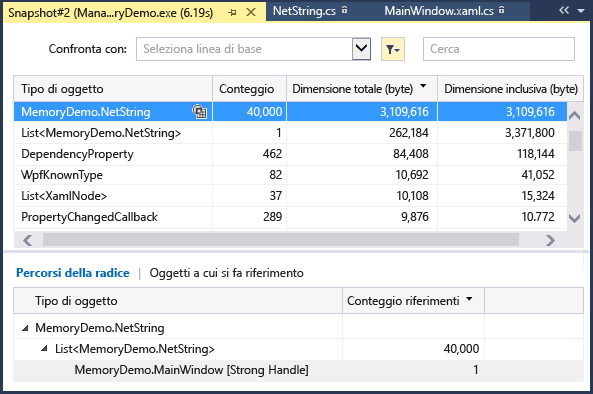 Snapshot#2 (Mana...ryDemo.exe (6.19s) NetString.cs MainWindow.xaml.cs
Confronta con: Seleziona linea di base Cerca
Tipo di oggetto Conteggio Dimensione totale (byte) Dimensione inclusiva (byte)
MemoryDemo.NetString 40,000 3,109,616 3,109,616
List<MemoryDemo.NetString> 1 262,184 3,371,800
DependencyProperty 462 84,408 118,144
WpfKnownType 82 10,692 41,052
List<XamlNode> 37 10,108 15,324
PropertyChangedCallback 289 9,876 10.772
Percorsi della radice | Oggetti a cui si fa riferimento
Tipo di oggetto Conteggio riferimenti
MemoryDemo.NetString
List<MemoryDemo.NetString> 40,000
MemoryDemo.MainWindow [Strong Handle] 1